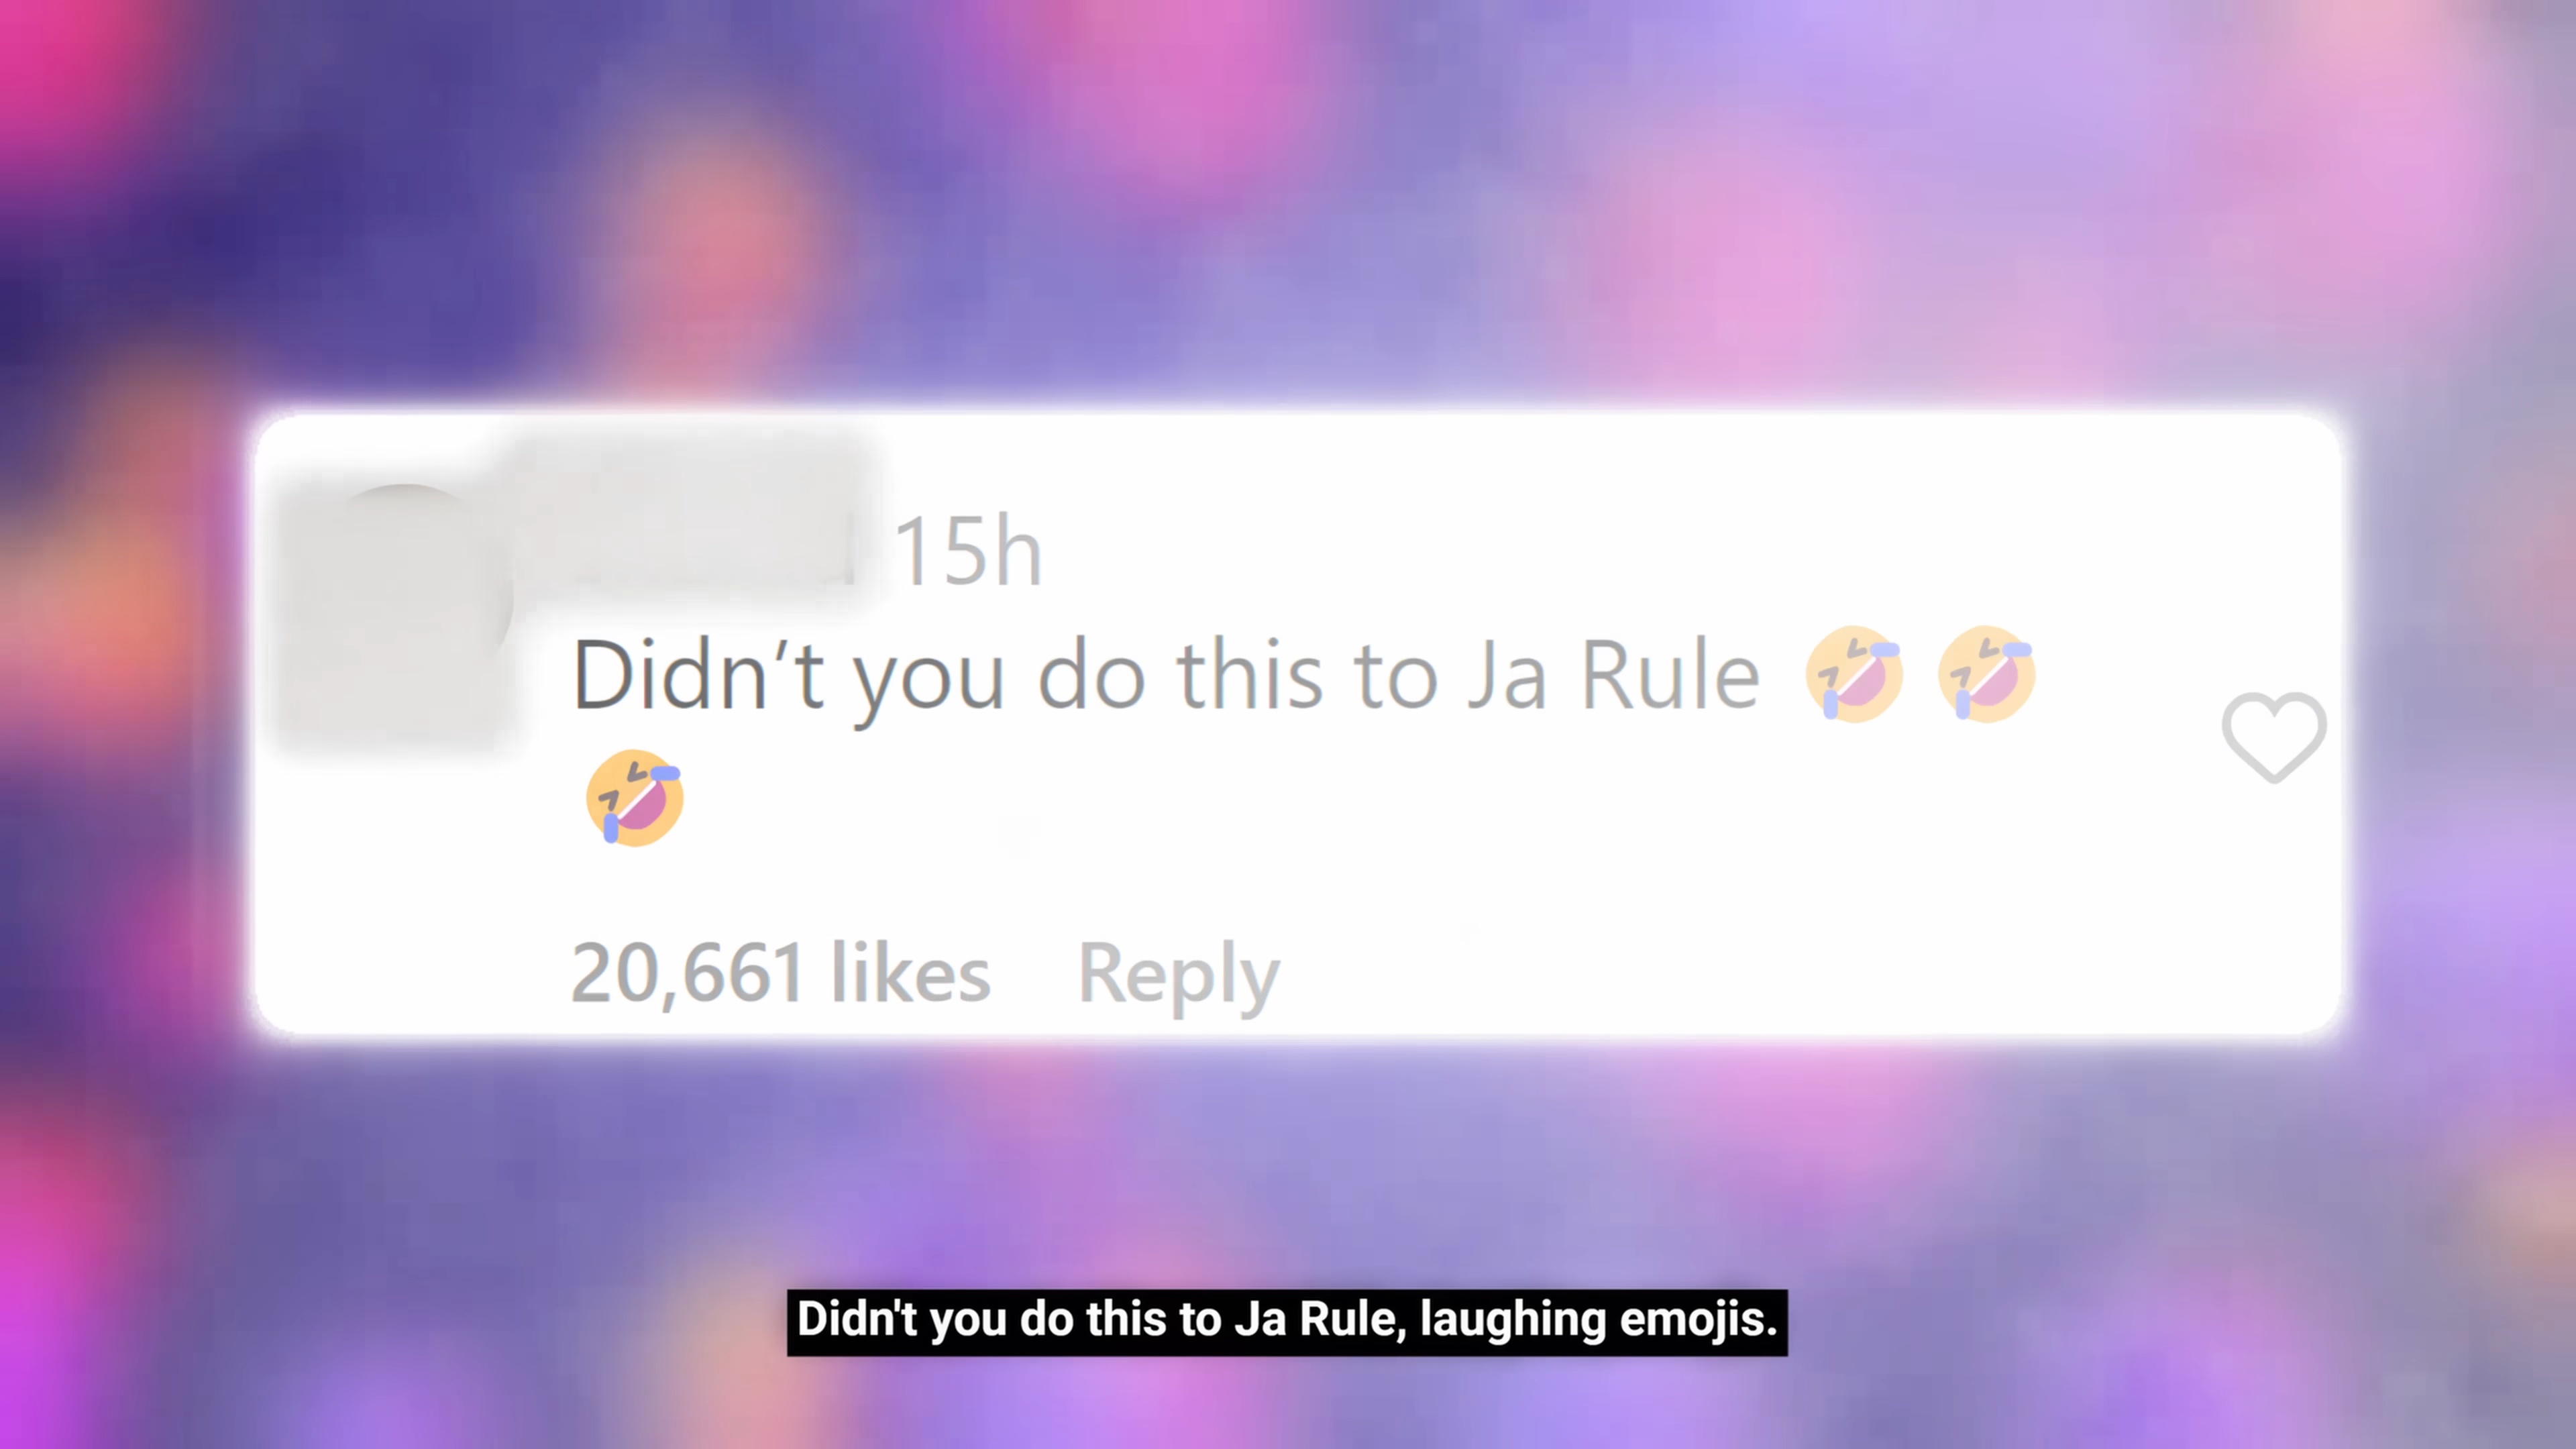 15h
Didn’t you do this to Ja Rule 🤣 🤣
🤣
20,661 likes Reply
Didn't you do this to Ja Rule, laughing emojis.